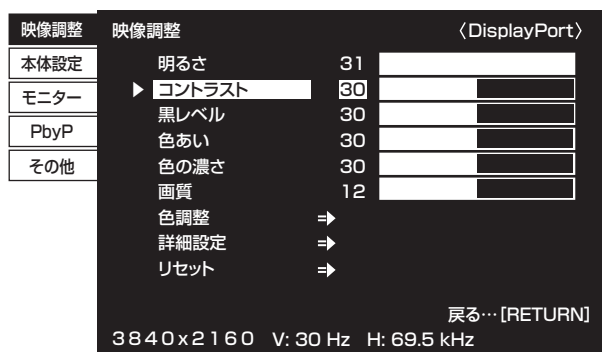 映像調整
本体設定
モニター
PbyP
その他
映像調整 〈DisplayPort〉
明るさ 31
コントラスト 30
黒レベル 30
色あい 30
色の濃さ 30
画質 12
色調整
詳細設定
リセット
戻る…[RETURN]
3840x2160 V: 30 Hz H: 69.5 kHz